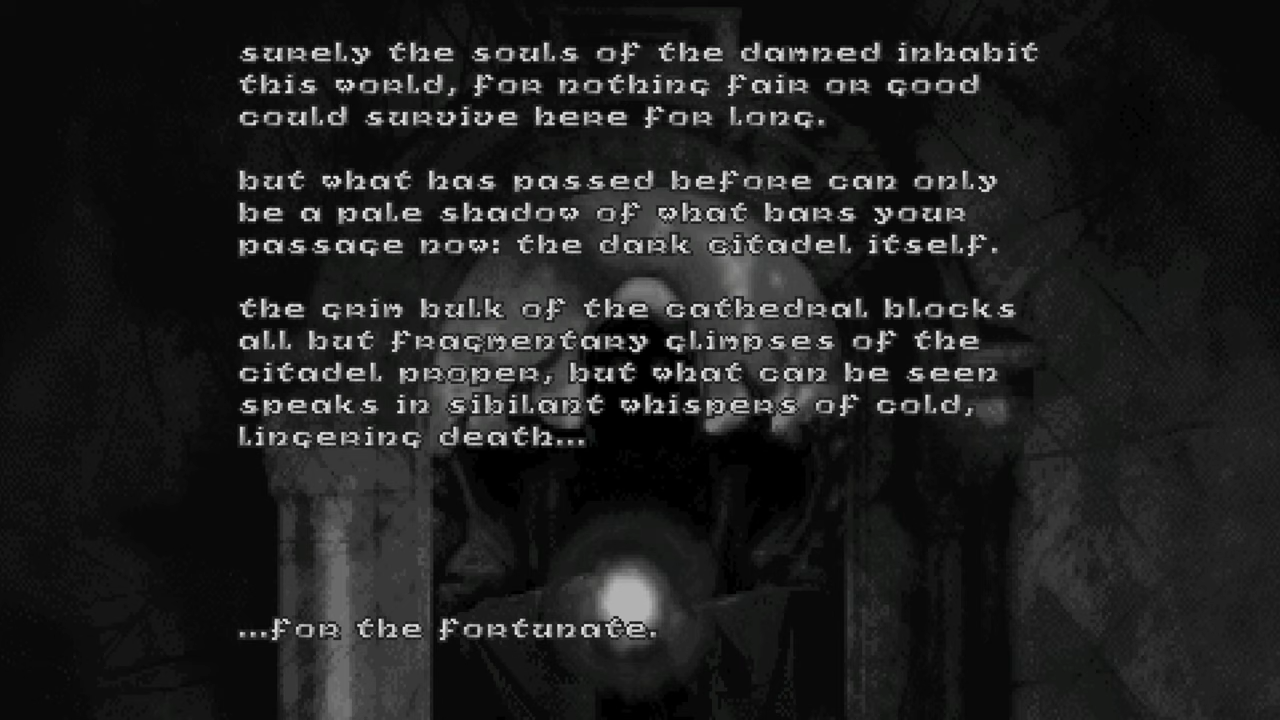 surely the souls of the damned inhabit
this world, for nothing fair or good
could survive here for long.
but what has passed before can only
be a pale shadow of what bars your
passage now: the dark citadel itself.
the grim bulk of the cathedral blocks
all but fragmentary glimpses of the
citadel proper, but what can be seen
speaks in sibilant whispers of cold,
lingering death...
...for the fortunate.